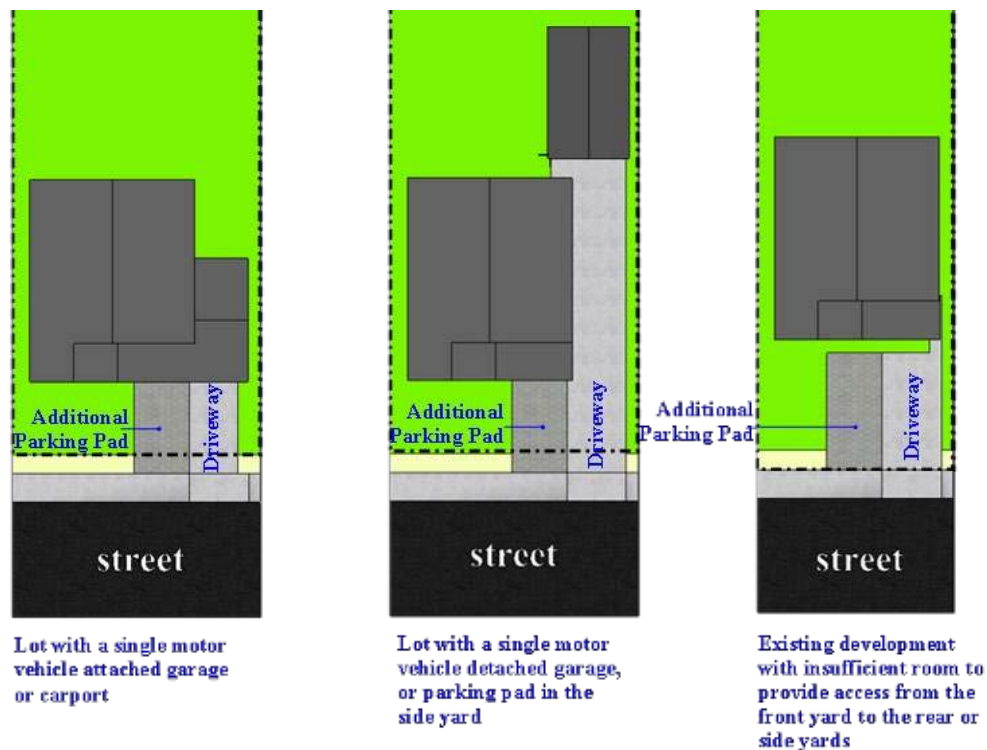 Additional
Parking Pad
Driveway
street
Lot with a single motor
vehicle attached garage
or carport
Additional
Parking Pad
Driveway
street
Lot with a single motor
vehicle detached garage,
or parking pad in the
side yard
Additional
Parking Pad
Driveway
street
Existing development
with insufficient room to
provide access from the
front yard to the rear or
side yards